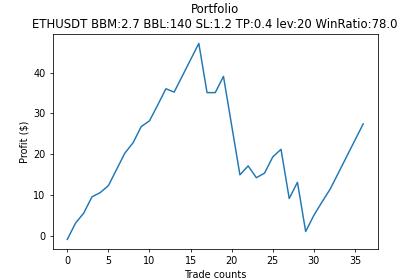 Portfolio
ETHUSDT BBM:2.7 BBL:140 SL:1.2 TP:0.4 lev:20 WinRatio:78.0
Profit ($)
40
30
20
10
0
0 5 10 15 20 25 30 35
Trade counts